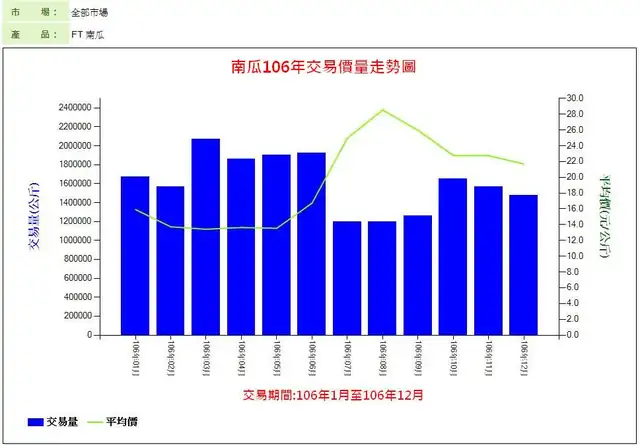 市 場： 全部市場
產 品： FT 南瓜
南瓜106年交易價量走勢圖
交易量(公斤)
2400000
2200000
2000000
1800000
1600000
1400000
1200000
1000000
800000
600000
400000
200000
0
30.0
28.0
26.0
24.0
22.0
20.0
18.0
16.0
14.0
12.0
10.0
8.0
6.0
4.0
2.0
0.0
平均價(元/公斤)
106年01月
106年02月
106年03月
106年04月
106年05月
106年06月
106年07月
106年08月
106年09月
106年10月
106年11月
106年12月
交易期間:106年1月至106年12月
交易量 平均價